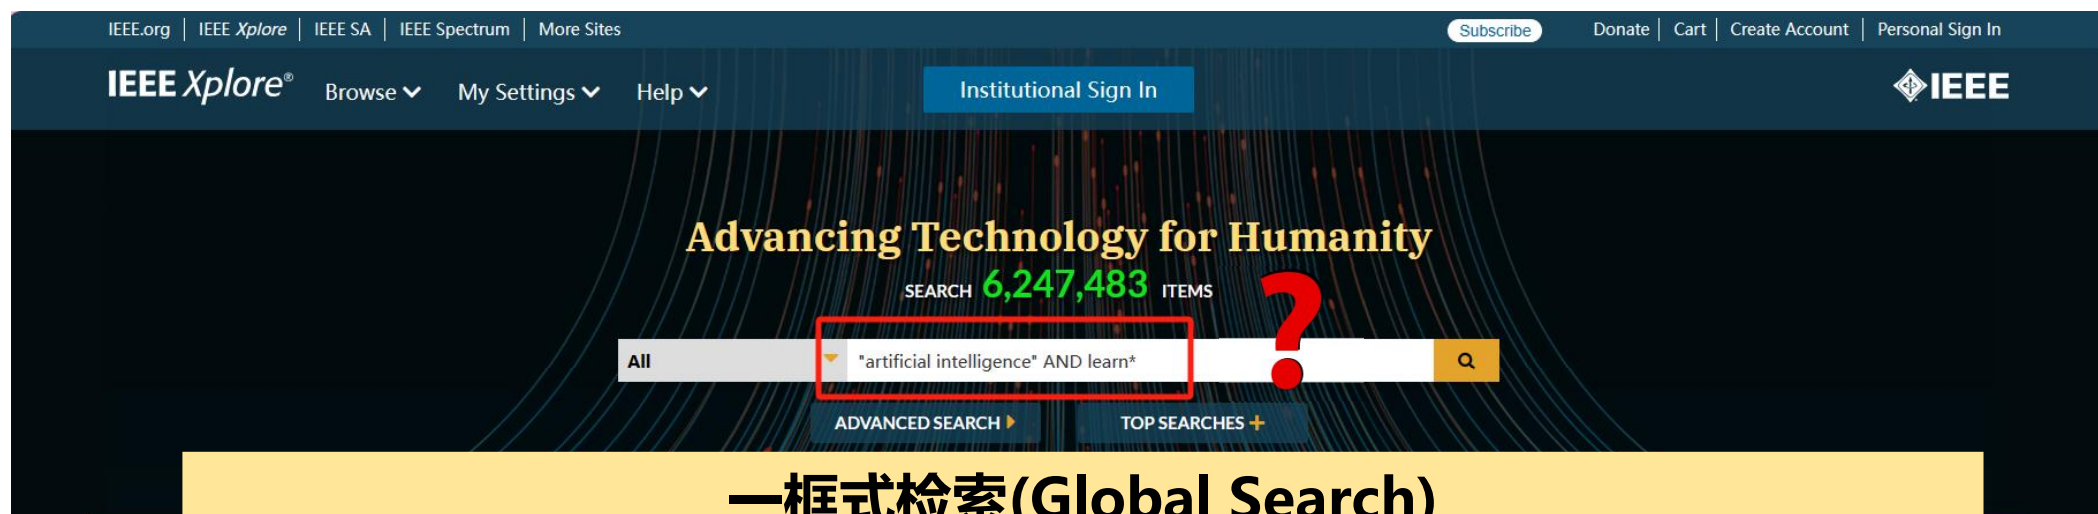 IEEE.org | IEEE Xplore | IEEE SA | IEEE Spectrum | More Sites Subscribe Donate | Cart | Create Account | Personal Sign In
IEEE Xplore® Browse My Settings Help Institutional Sign In IEEE
Advancing Technology for Humanity
SEARCH 6,247,483 ITEMS
?
All "artificial intelligence" AND learn*
ADVANCED SEARCH TOP SEARCHES +
一框式检索(Global Search)